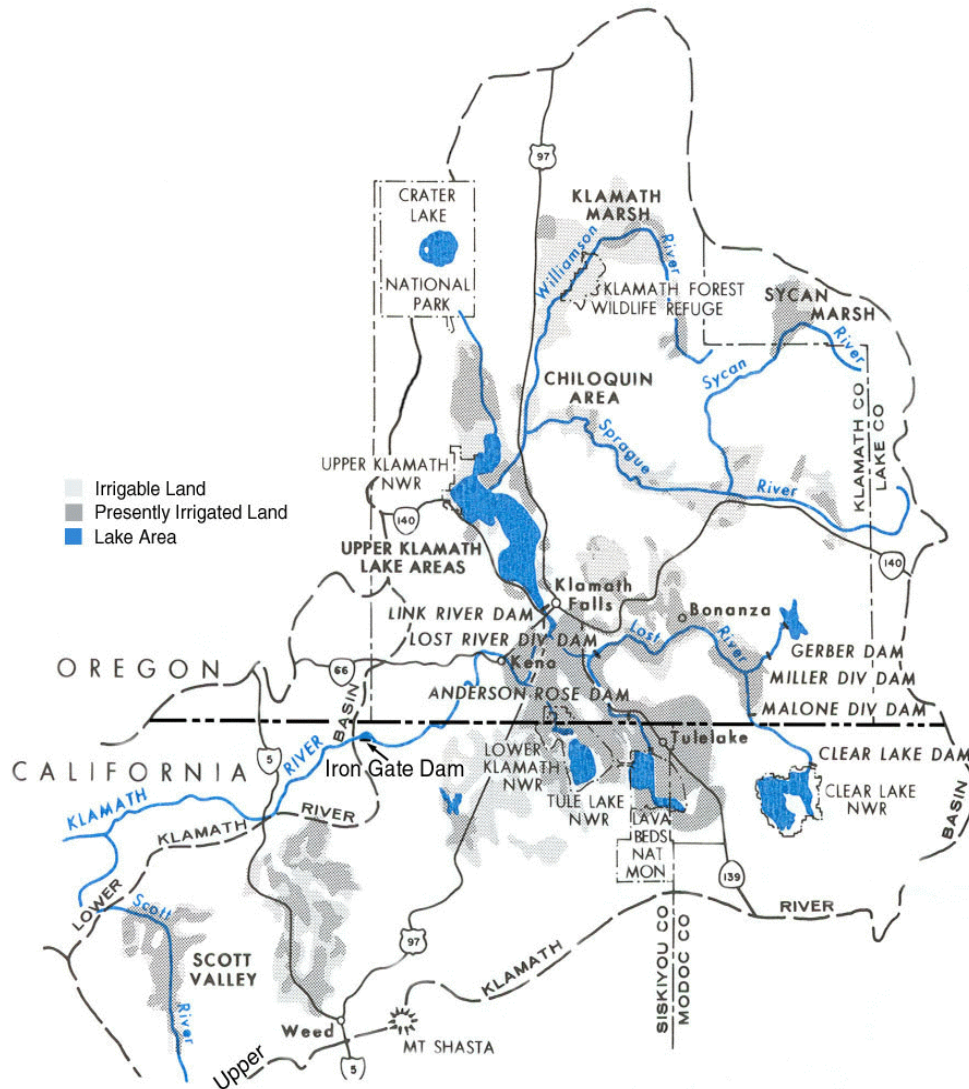 97
CRATER
LAKE
NATIONAL
PARK
KLAMATH
MARSH
Williamson
River
KLAMATH FOREST
WILDLIFE REFUGE
SYCAN
MARSH
River
Sycan
CHILOQUIN
AREA
Sprague
River
KLAMATH CO
LAKE CO
UPPER KLAMATH
NWR
Irrigable Land
Presently Irrigated Land
Lake Area
140
UPPER KLAMATH
LAKE AREAS
140
Klamath
Falls
Bonanza
LINK RIVER DAM
LOST RIVER DIV DAM
Lost
River
GERBER DAM
Keno
66
OREGON
MILLER DIV DAM
ANDERSON ROSE DAM
MALONE DIV DAM
BASIN
Tulelake
CLEAR LAKE DAM
5
RIVER
Iron Gate Dam
CALIFORNIA
LOWER
KLAMATH
NWR
TULE LAKE
NWR
CLEAR LAKE
NWR
KLAMATH
LOWER
KLAMATH
RIVER
LAVA
BEDS
NAT
MON
BASIN
139
Scott
River
SCOTT
VALLEY
97
KLAMATH
RIVER
SISKIYOU CO
MODOC CO
Weed
MT SHASTA
Upper
5